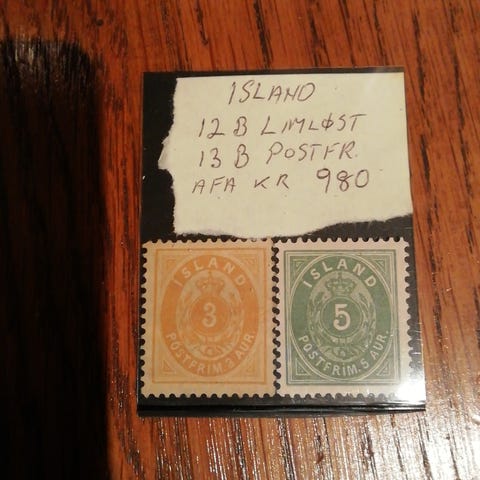 ISLAND
12 B LIMLØST
13 B POSTFR.
AFA KR 980
ISLAND
3
POSTFRIM. 3 AUR.
ISLAND
5
POSTFRIM. 5 AUR.